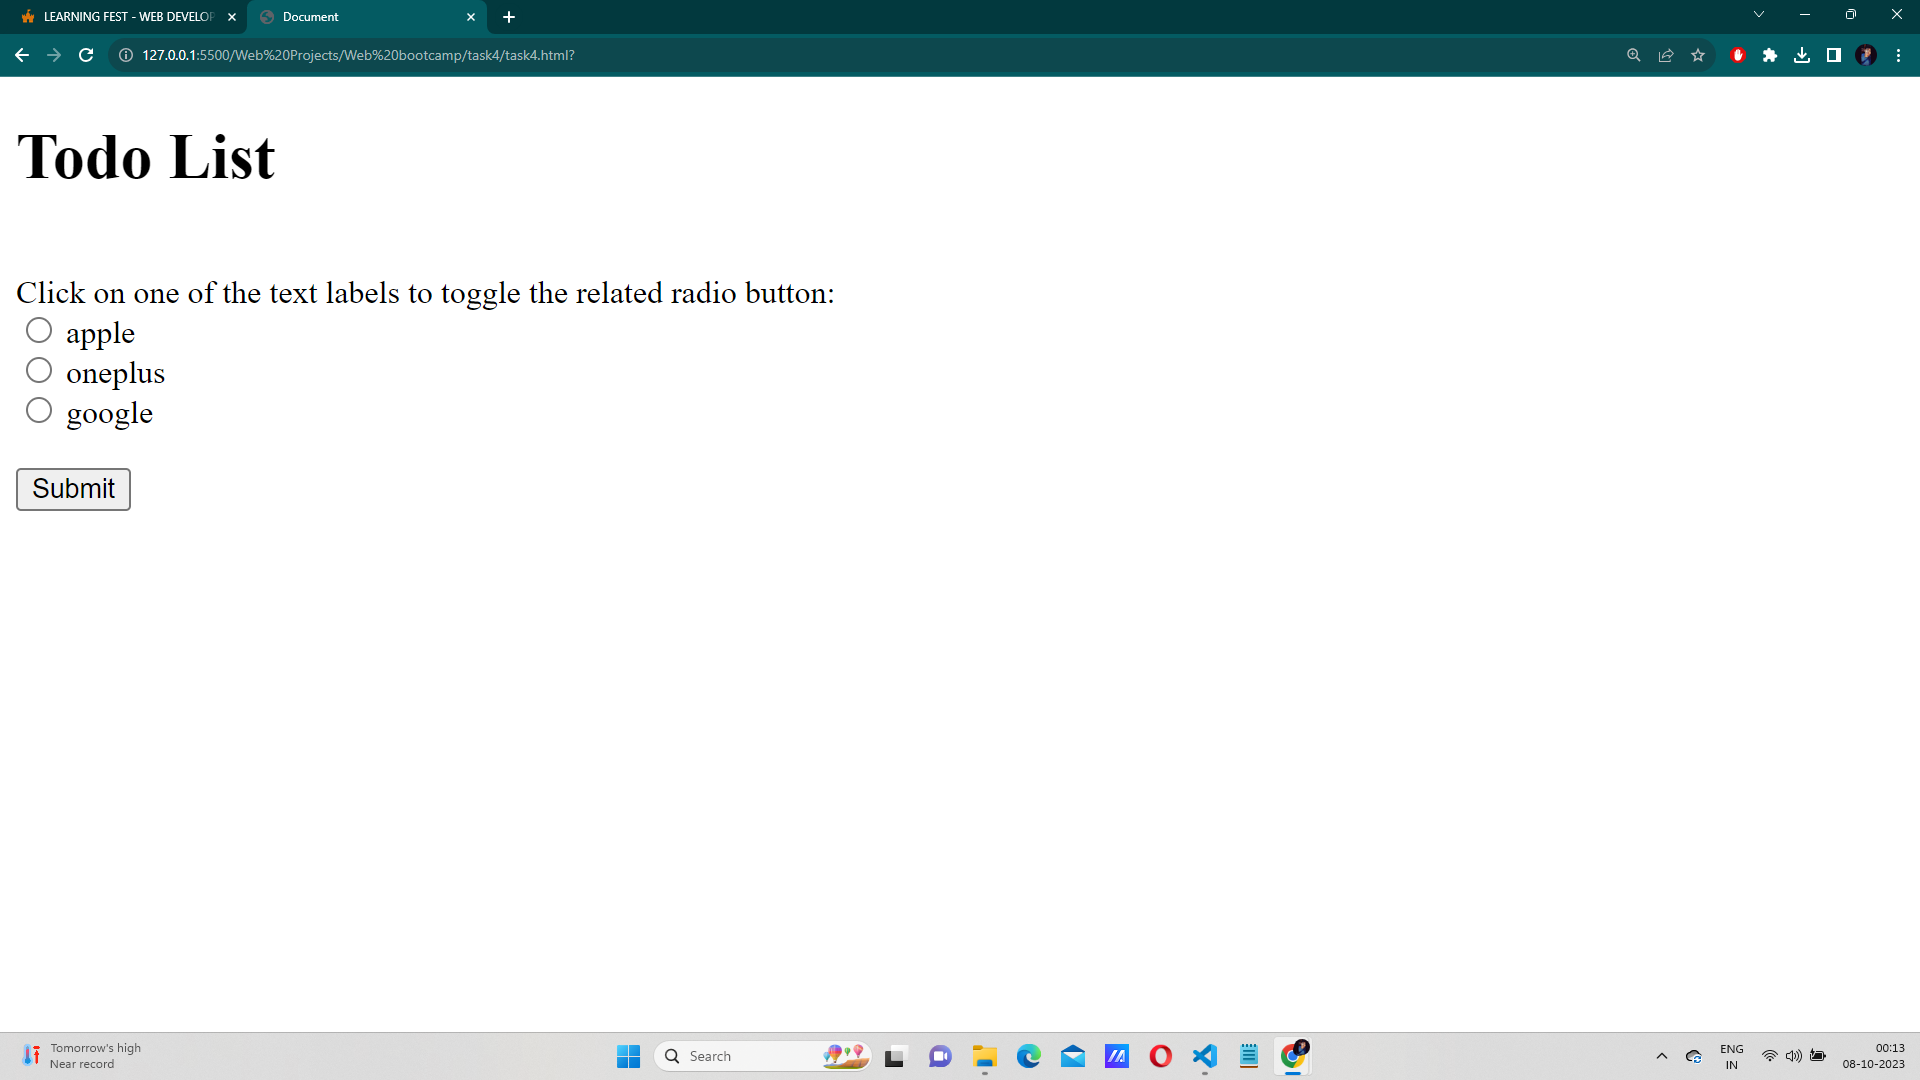 LEARNING FEST - WEB DEVELOP
Document
127.0.0.1:5500/Web%20Projects/Web%20bootcamp/task4/task4.html?
Todo List
Click on one of the text labels to toggle the related radio button:
apple
oneplus
google
Submit
Tomorrow's high
Near record
Search
ENG
IN
00:13
08-10-2023